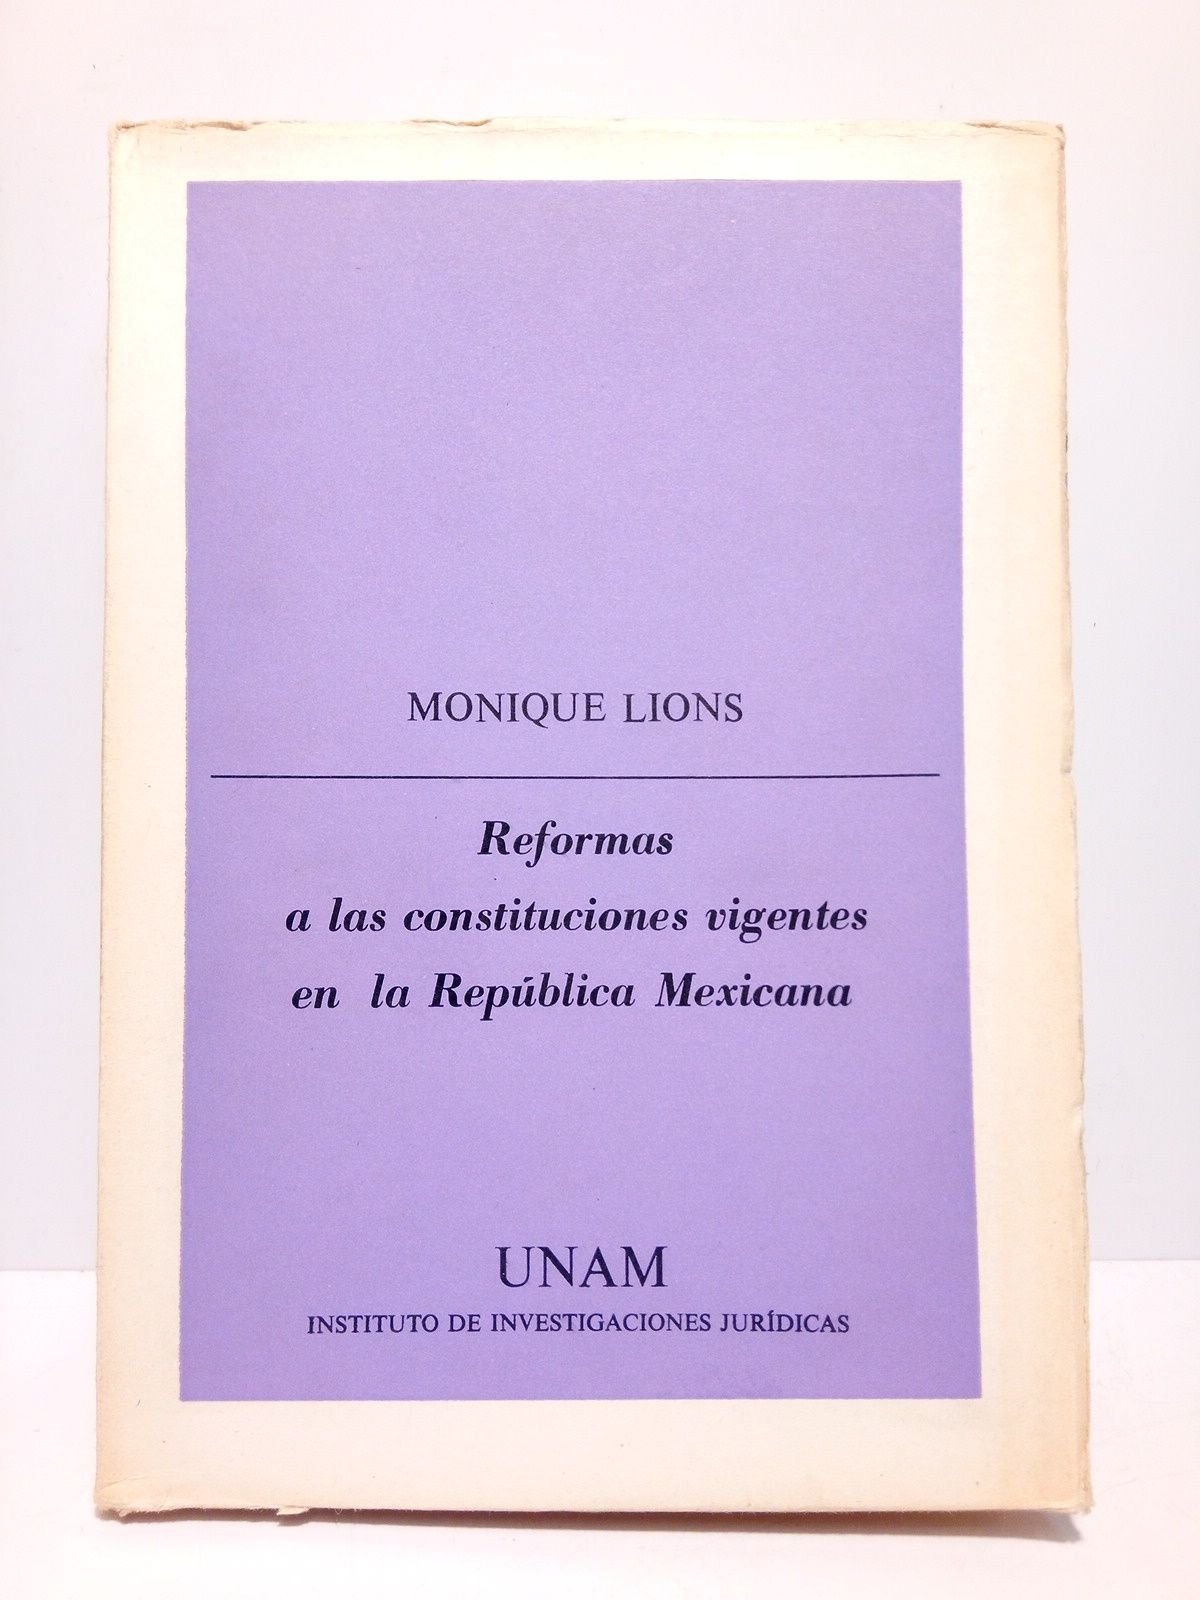 MONIQUE LIONS
Reformas
a las constituciones vigentes
en la República Mexicana
UNAM
INSTITUTO DE INVESTIGACIONES JURÍDICAS